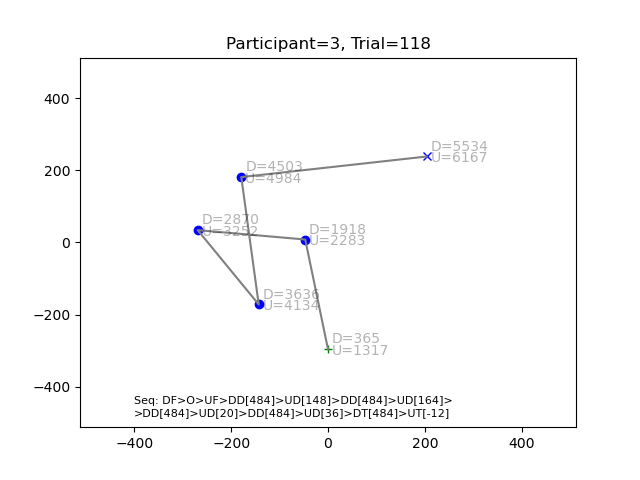 Participant=3, Trial=118
400
200
0
−200
−400
−400
−200
0
200
400
D=5534
U=6167
D=4503
U=4984
D=2870
U=3252
D=1918
U=2283
D=3636
U=4134
D=365
U=1317
Seq: DF>O>UF>DD[484]>UD[148]>DD[484]>UD[164]>
>DD[484]>UD[20]>DD[484]>UD[36]>DT[484]>UT[-12]